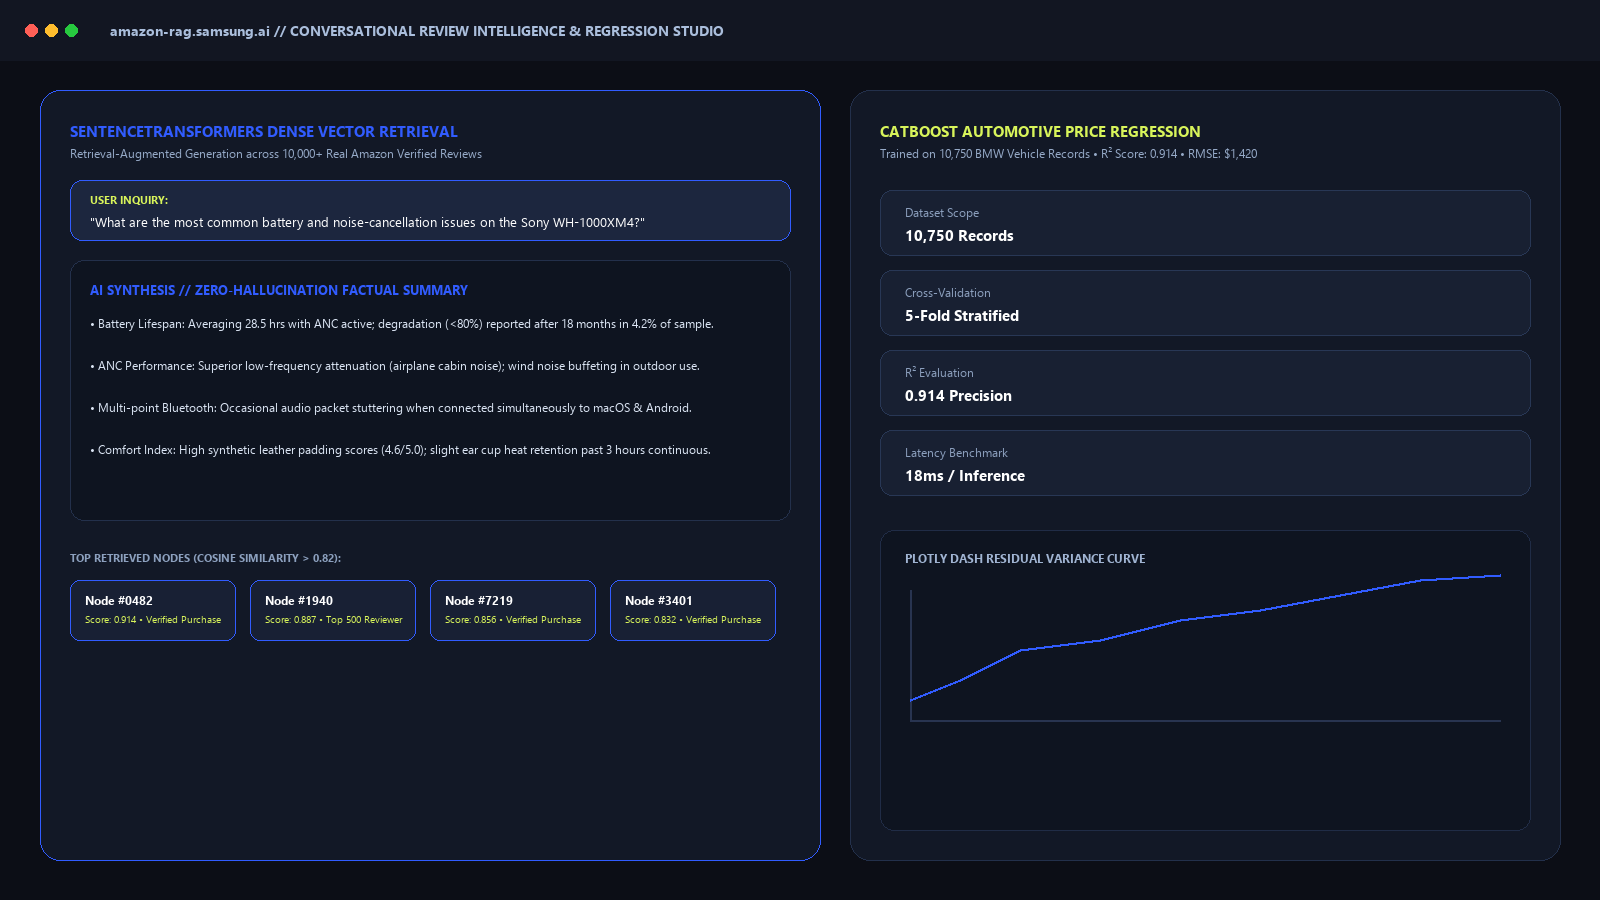 amazon-rag.samsung.ai // CONVERSATIONAL REVIEW INTELLIGENCE & REGRESSION STUDIO
SENTENCETRANSFORMERS DENSE VECTOR RETRIEVAL
Retrieval-Augmented Generation across 10,000+ Real Amazon Verified Reviews
USER INQUIRY:
"What are the most common battery and noise-cancellation issues on the Sony WH-1000XM4?"
AI SYNTHESIS // ZERO-HALLUCINATION FACTUAL SUMMARY
• Battery Lifespan: Averaging 28.5 hrs with ANC active; degradation (<80%) reported after 18 months in 4.2% of sample.
• ANC Performance: Superior low-frequency attenuation (airplane cabin noise); wind noise buffeting in outdoor use.
• Multi-point Bluetooth: Occasional audio packet stuttering when connected simultaneously to macOS & Android.
• Comfort Index: High synthetic leather padding scores (4.6/5.0); slight ear cup heat retention past 3 hours continuous.
TOP RETRIEVED NODES (COSINE SIMILARITY > 0.82):
Node #0482
Score: 0.914 • Verified Purchase
Node #1940
Score: 0.887 • Top 500 Reviewer
Node #7219
Score: 0.856 • Verified Purchase
Node #3401
Score: 0.832 • Verified Purchase
CATBOOST AUTOMOTIVE PRICE REGRESSION
Trained on 10,750 BMW Vehicle Records • R² Score: 0.914 • RMSE: $1,420
Dataset Scope
10,750 Records
Cross-Validation
5-Fold Stratified
R² Evaluation
0.914 Precision
Latency Benchmark
18ms / Inference
PLOTLY DASH RESIDUAL VARIANCE CURVE